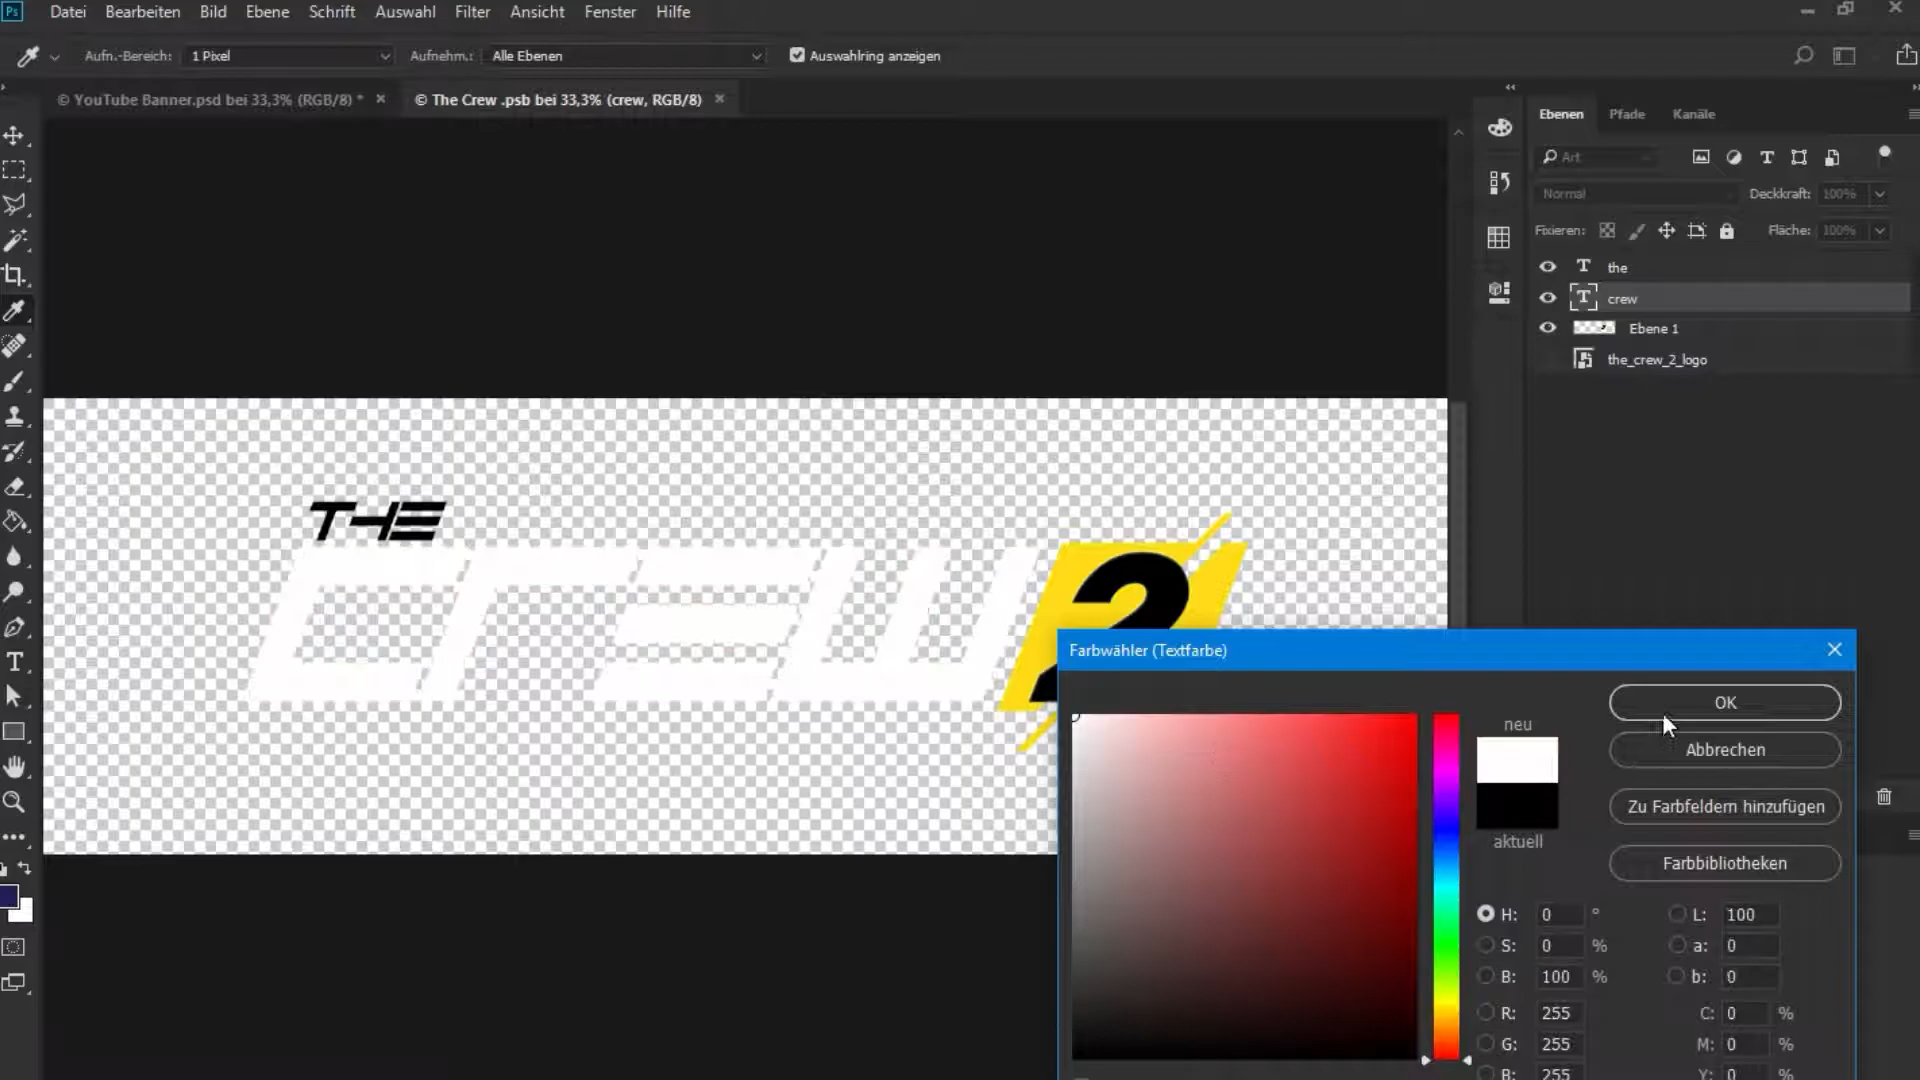 Ps Datei Bearbeiten Bild Ebene Schrift Auswahl Filter Ansicht Fenster Hilfe
Aufn.-Bereich: 1 Pixel Aufnehm.: Alle Ebenen Auswahlring anzeigen
© YouTube Banner.psd bei 33,3% (RGB/8) * × © The Crew .psb bei 33,3% (crew, RGB/8) ×
Ebenen Pfade Kanäle
Art
Normal Deckkraft: 100%
Fixieren: Fläche: 100%
the
crew
Ebene 1
the_crew_2_logo
THE
crew 2
Farbwähler (Textfarbe)
OK
neu
Abbrechen
Zu Farbfeldern hinzufügen
aktuell
Farbbibliotheken
H: 0 ° L: 100
S: 0 % a: 0
B: 100 % b: 0
R: 255 C: 0 %
G: 255 M: 0 %
B: 255 Y: 0 %